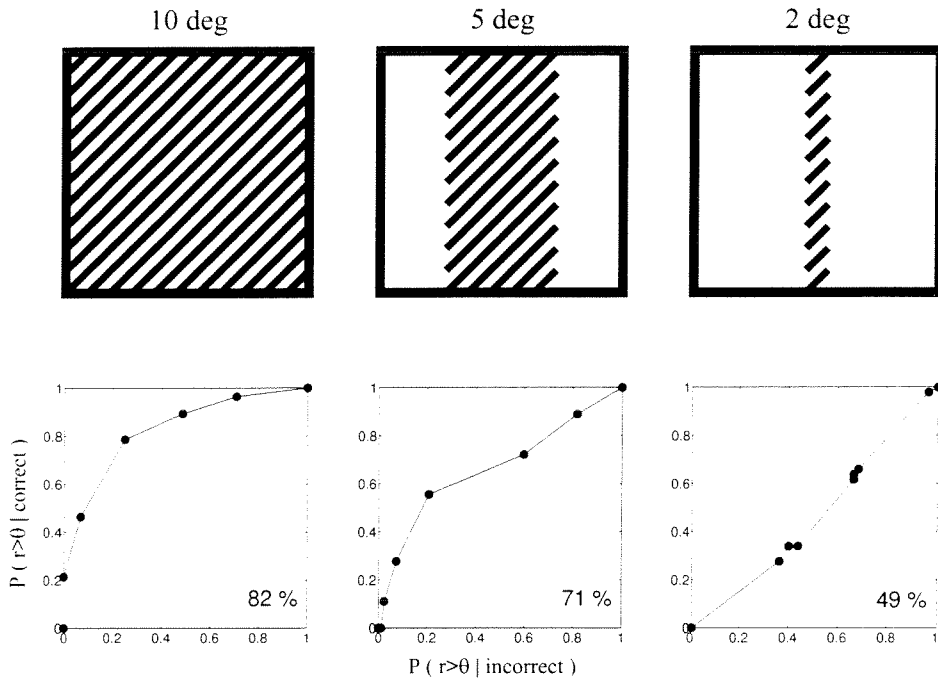 10 deg 5 deg 2 deg
P ( r>θ | correct )
1 1 1
0.8 0.8 0.8
0.6 0.6 0.6
0.4 0.4 0.4
0.2 0.2 0.2
82 % 71 % 49 %
0 0 0
0 0.2 0.4 0.6 0.8 1 0 0.2 0.4 0.6 0.8 1 0 0.2 0.4 0.6 0.8 1
P ( r>θ | incorrect )